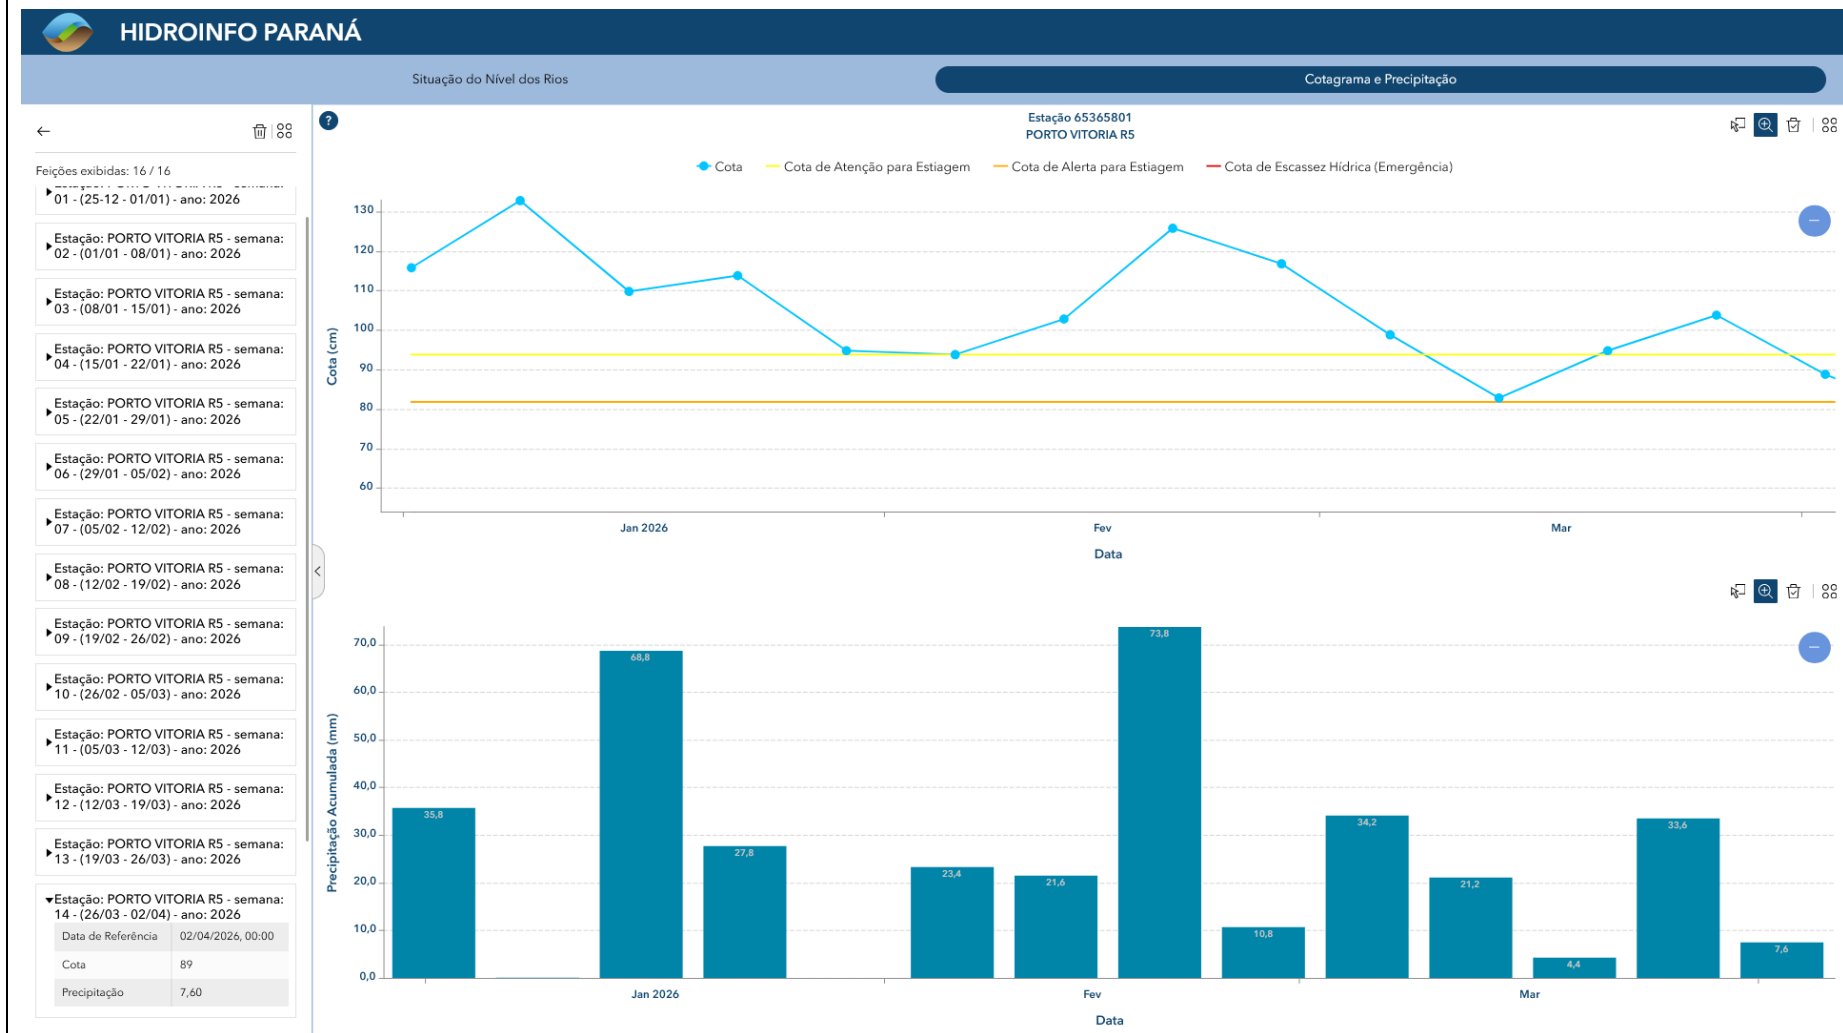 HIDROINFO PARANÁ
Situação do Nível dos Rios
Cotagrama e Precipitação
Feições exibidas: 16 / 16
Estação: PORTO VITORIA R5 - semana:
01 - (25-12 - 01/01) - ano: 2026
Estação: PORTO VITORIA R5 - semana:
02 - (01/01 - 08/01) - ano: 2026
Estação: PORTO VITORIA R5 - semana:
03 - (08/01 - 15/01) - ano: 2026
Estação: PORTO VITORIA R5 - semana:
04 - (15/01 - 22/01) - ano: 2026
Estação: PORTO VITORIA R5 - semana:
05 - (22/01 - 29/01) - ano: 2026
Estação: PORTO VITORIA R5 - semana:
06 - (29/01 - 05/02) - ano: 2026
Estação: PORTO VITORIA R5 - semana:
07 - (05/02 - 12/02) - ano: 2026
Estação: PORTO VITORIA R5 - semana:
08 - (12/02 - 19/02) - ano: 2026
Estação: PORTO VITORIA R5 - semana:
09 - (19/02 - 26/02) - ano: 2026
Estação: PORTO VITORIA R5 - semana:
10 - (26/02 - 05/03) - ano: 2026
Estação: PORTO VITORIA R5 - semana:
11 - (05/03 - 12/03) - ano: 2026
Estação: PORTO VITORIA R5 - semana:
12 - (12/03 - 19/03) - ano: 2026
Estação: PORTO VITORIA R5 - semana:
13 - (19/03 - 26/03) - ano: 2026
Estação: PORTO VITORIA R5 - semana:
14 - (26/03 - 02/04) - ano: 2026
Data de Referência 02/04/2026, 00:00
Cota 89
Precipitação 7,60
?
Estação 65365801
PORTO VITORIA R5
Cota Cota de Atenção para Estiagem Cota de Alerta para Estiagem Cota de Escassez Hídrica (Emergência)
Cota (cm)
130
120
110
100
90
80
70
60
Jan 2026 Fev Mar
Data
Precipitação Acumulada (mm)
70,0
60,0
50,0
40,0
30,0
20,0
10,0
0,0
35,8
68,8
27,8
23,4
21,6
73,8
10,8
34,2
21,2
4,4
33,6
7,6
Jan 2026 Fev Mar
Data